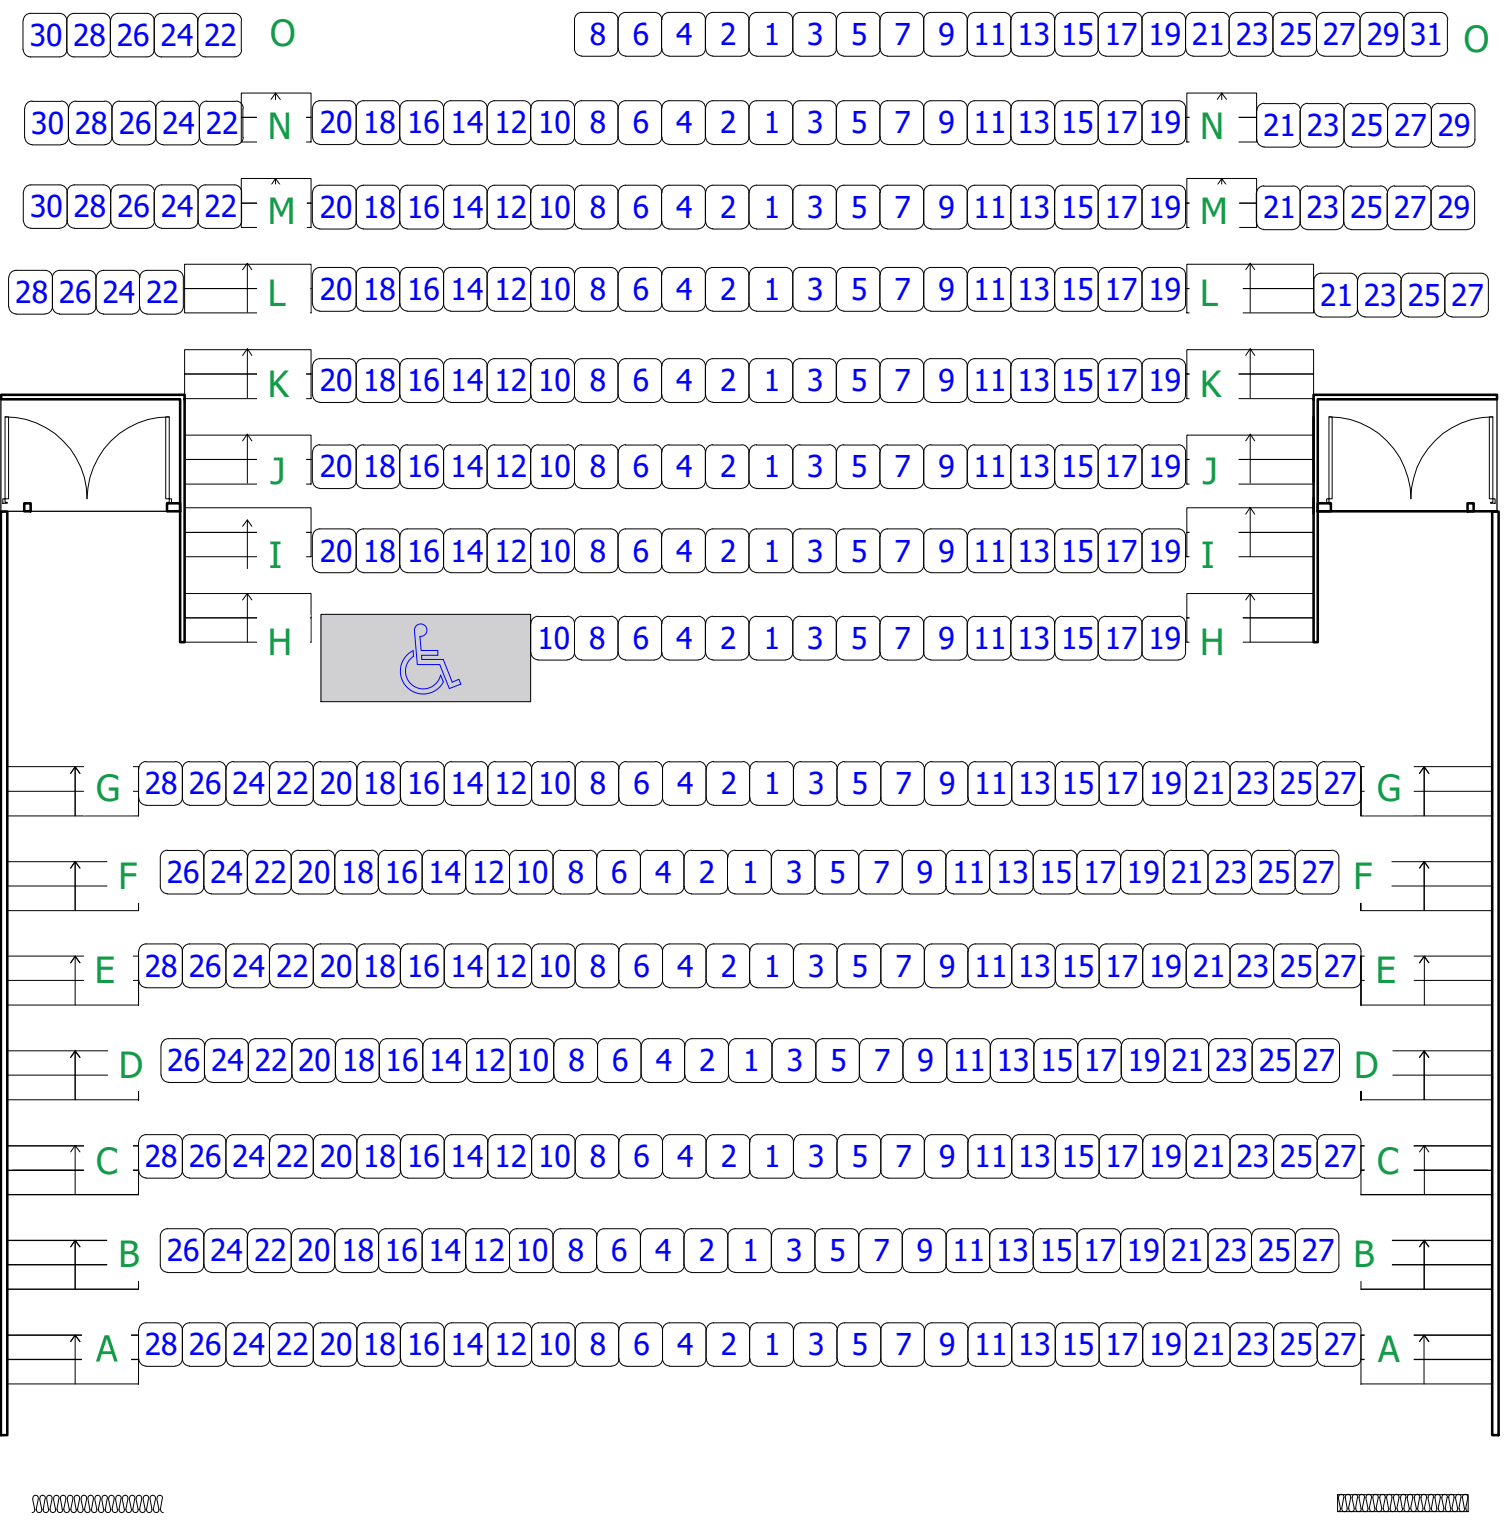 30 28 26 24 22 O 8 6 4 2 1 3 5 7 9 11 13 15 17 19 21 23 25 27 29 31 O
30 28 26 24 22 N 20 18 16 14 12 10 8 6 4 2 1 3 5 7 9 11 13 15 17 19 N 21 23 25 27 29
30 28 26 24 22 M 20 18 16 14 12 10 8 6 4 2 1 3 5 7 9 11 13 15 17 19 M 21 23 25 27 29
28 26 24 22 L 20 18 16 14 12 10 8 6 4 2 1 3 5 7 9 11 13 15 17 19 L 21 23 25 27
K 20 18 16 14 12 10 8 6 4 2 1 3 5 7 9 11 13 15 17 19 K
J 20 18 16 14 12 10 8 6 4 2 1 3 5 7 9 11 13 15 17 19 J
I 20 18 16 14 12 10 8 6 4 2 1 3 5 7 9 11 13 15 17 19 I
H 10 8 6 4 2 1 3 5 7 9 11 13 15 17 19 H
G 28 26 24 22 20 18 16 14 12 10 8 6 4 2 1 3 5 7 9 11 13 15 17 19 21 23 25 27 G
F 26 24 22 20 18 16 14 12 10 8 6 4 2 1 3 5 7 9 11 13 15 17 19 21 23 25 27 F
E 28 26 24 22 20 18 16 14 12 10 8 6 4 2 1 3 5 7 9 11 13 15 17 19 21 23 25 27 E
D 26 24 22 20 18 16 14 12 10 8 6 4 2 1 3 5 7 9 11 13 15 17 19 21 23 25 27 D
C 28 26 24 22 20 18 16 14 12 10 8 6 4 2 1 3 5 7 9 11 13 15 17 19 21 23 25 27 C
B 26 24 22 20 18 16 14 12 10 8 6 4 2 1 3 5 7 9 11 13 15 17 19 21 23 25 27 B
A 28 26 24 22 20 18 16 14 12 10 8 6 4 2 1 3 5 7 9 11 13 15 17 19 21 23 25 27 A